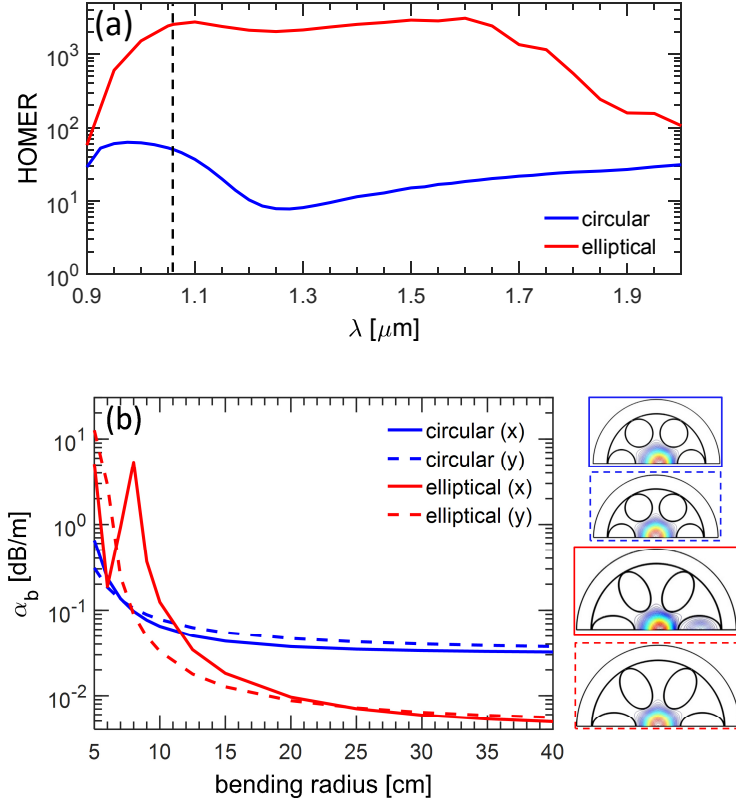 (a)
HOMER
10^3
10^2
10^1
10^0
circular
elliptical
0.9 1.1 1.3 1.5 1.7 1.9
λ [μm]
(b)
α_b [dB/m]
10^1
10^0
10^-1
10^-2
circular (x)
circular (y)
elliptical (x)
elliptical (y)
5 10 15 20 25 30 35 40
bending radius [cm]